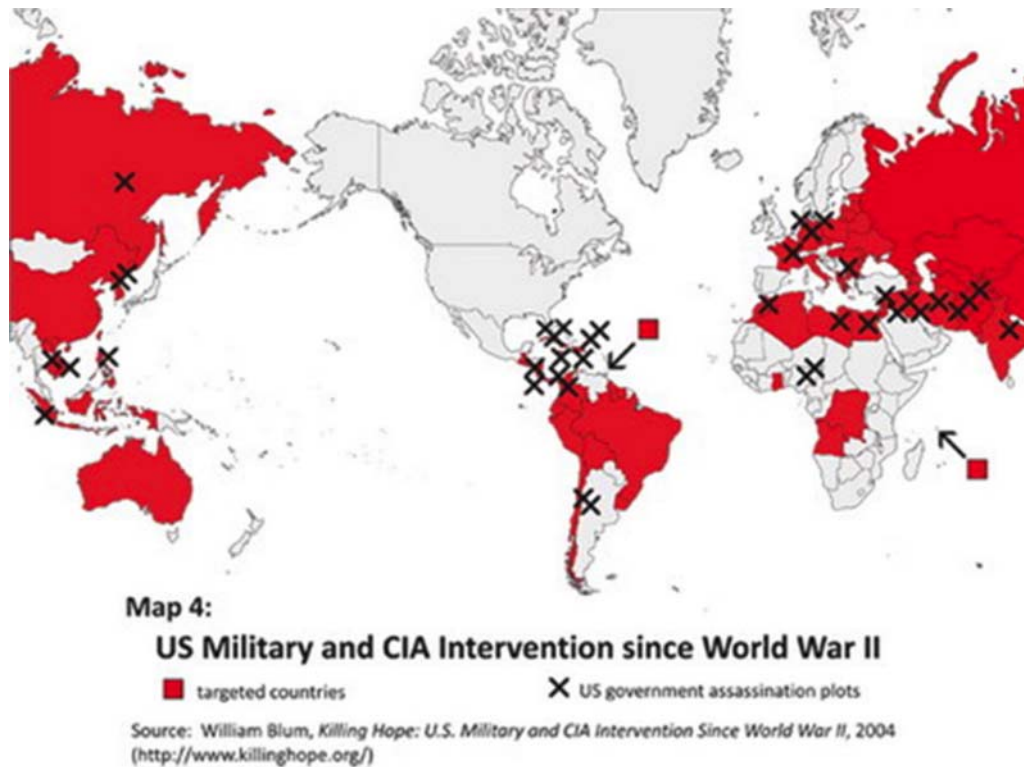 Map 4:
US Military and CIA Intervention since World War II
targeted countries
US government assassination plots
Source: William Blum, Killing Hope: U.S. Military and CIA Intervention Since World War II, 2004
(http://www.killinghope.org/)